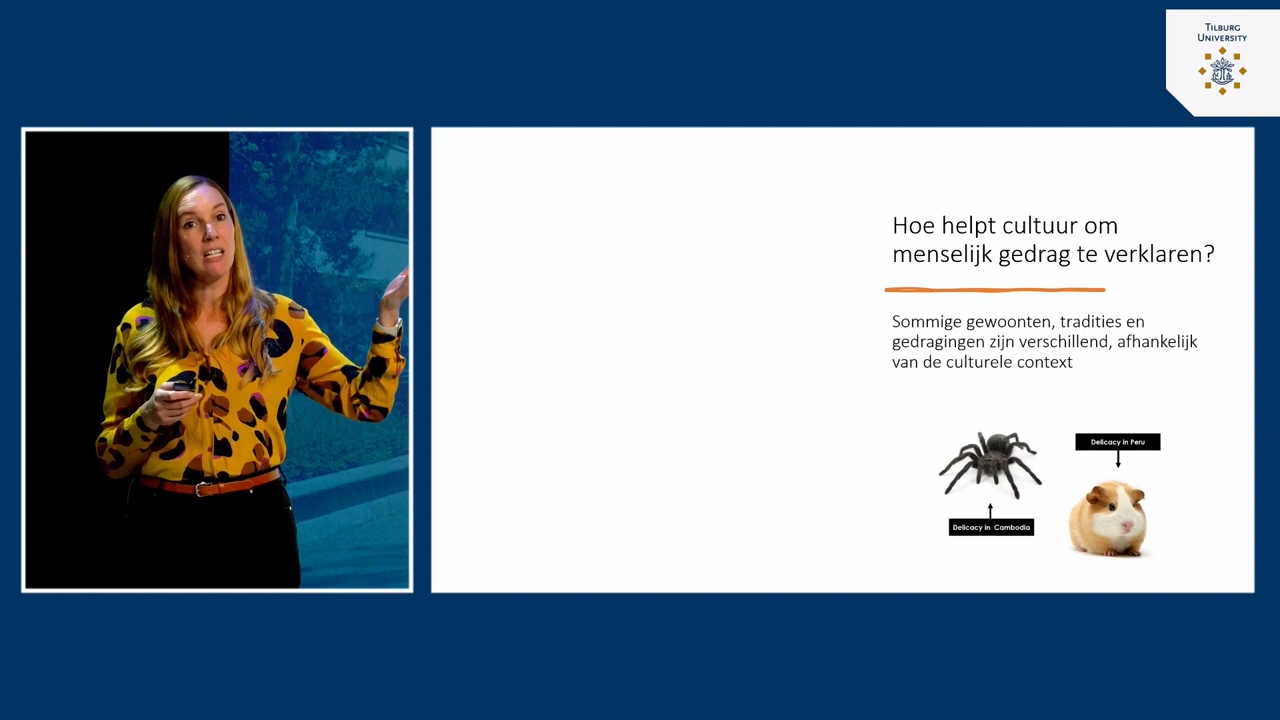 TILBURG
UNIVERSITY
Hoe helpt cultuur om
menselijk gedrag te verklaren?
Sommige gewoonten, tradities en
gedragingen zijn verschillend, afhankelijk
van de culturele context
Delicacy in Peru
Delicacy in Cambodia